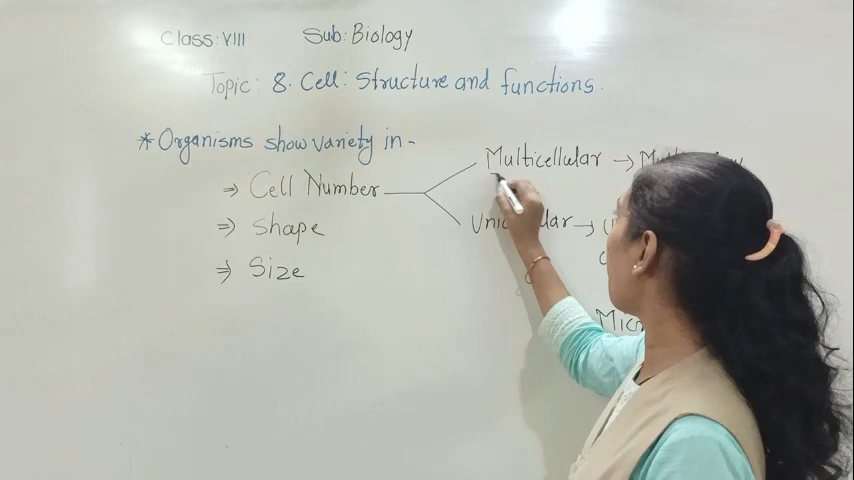 Class: VIII Sub: Biology
Topic: 8. Cell: Structure and functions.
* Organisms show variety in -
⇒ Cell Number
Multicellular →
Unicellular →
⇒ Shape
⇒ Size